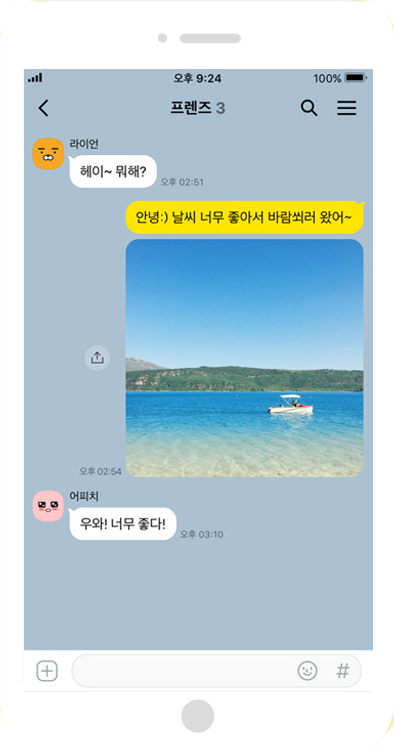 오후 9:24
100%
프렌즈 3
라이언
헤이~ 뭐해?
오후 02:51
안녕:) 날씨 너무 좋아서 바람쐬러 왔어~
오후 02:54
어피치
우와! 너무 좋다!
오후 03:10
#